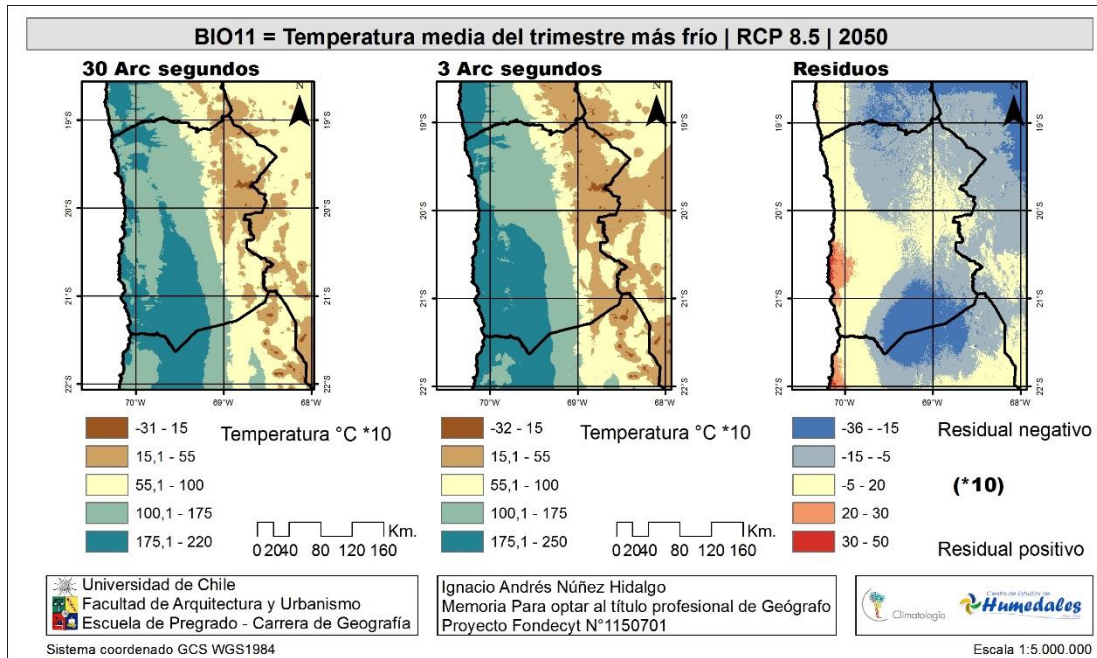 BIO11 = Temperatura media del trimestre más frío | RCP 8.5 | 2050
30 Arc segundos
3 Arc segundos
Residuos
N
N
N
19°S
20°S
21°S
22°S
19°S
20°S
21°S
22°S
70°W
69°W
68°W
19°S
20°S
21°S
22°S
19°S
20°S
21°S
22°S
70°W
69°W
68°W
19°S
20°S
21°S
22°S
19°S
20°S
21°S
22°S
70°W
69°W
68°W
-31 - 15
15,1 - 55
55,1 - 100
100,1 - 175
175,1 - 220
Temperatura °C *10
Km.
0 20 40 80 120 160
-32 - 15
15,1 - 55
55,1 - 100
100,1 - 175
175,1 - 250
Temperatura °C *10
Km.
0 20 40 80 120 160
-36 - -15
-15 - -5
-5 - 20
20 - 30
30 - 50
Residual negativo
(*10)
Residual positivo
Universidad de Chile
Facultad de Arquitectura y Urbanismo
Escuela de Pregrado - Carrera de Geografía
Ignacio Andrés Núñez Hidalgo
Memoria Para optar al título profesional de Geógrafo
Proyecto Fondecyt N°1150701
Climatología
Centro de Estudios de
Humedales
Sistema coordenado GCS WGS1984
Escala 1:5.000.000